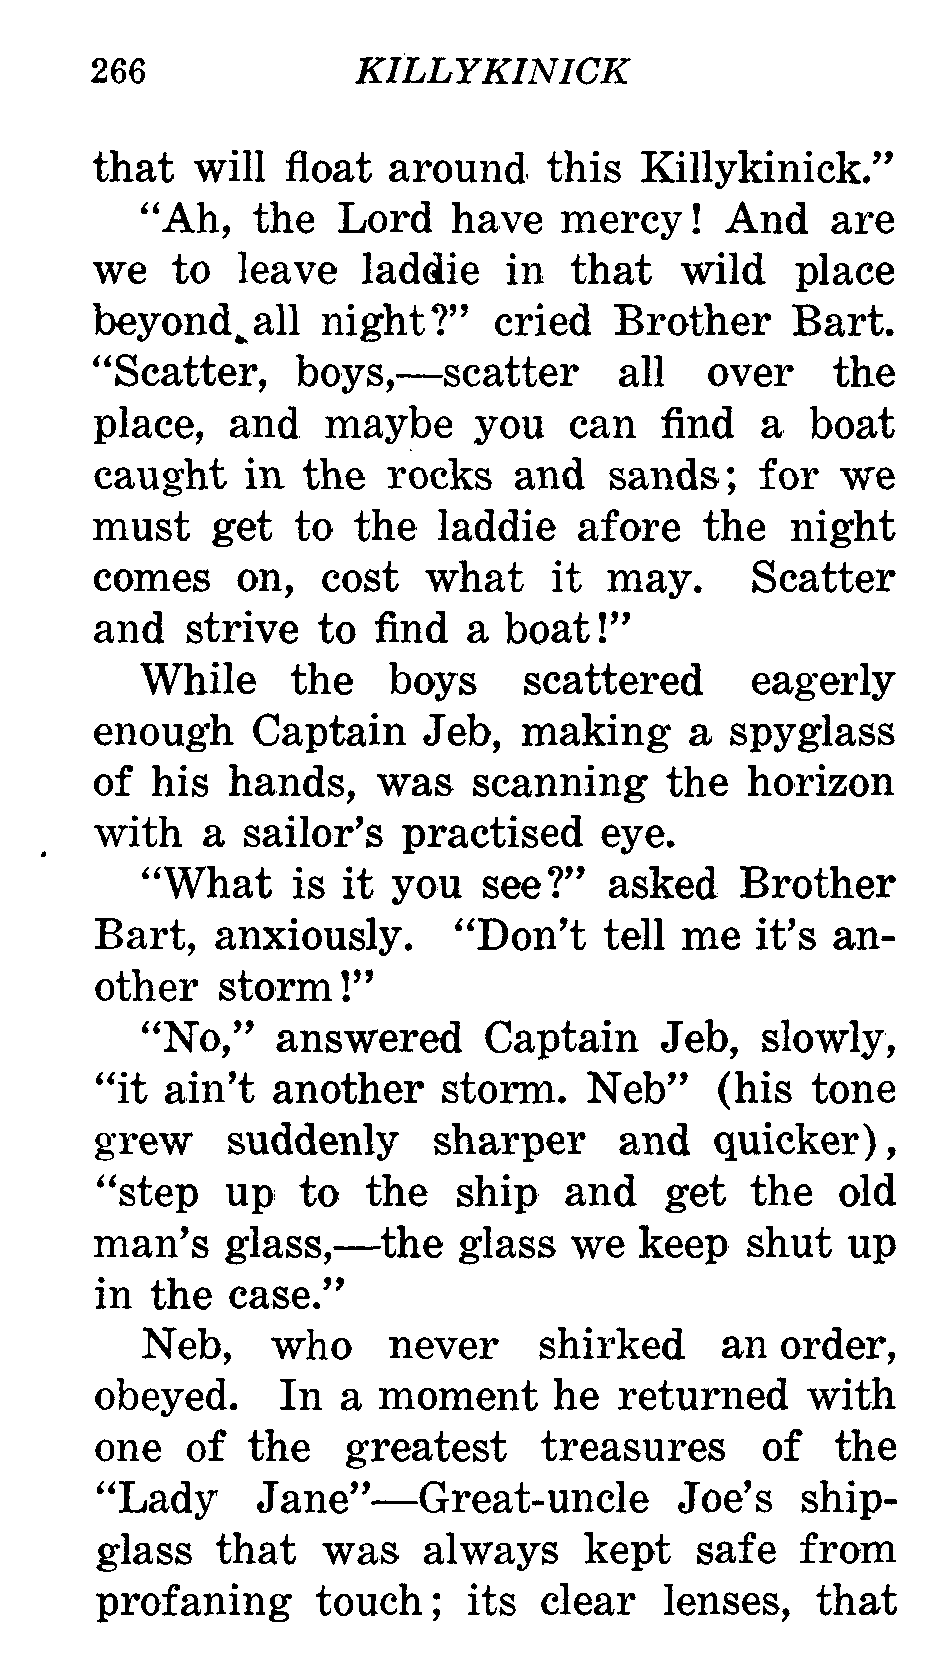 266 KILLYKINICK
that will float around this Killykinick."
"Ah, the Lord have mercy! And are
we to leave laddie in that wild place
beyond all night?" cried Brother Bart.
"Scatter, boys,—scatter all over the
place, and maybe you can find a boat
caught in the rocks and sands; for we
must get to the laddie afore the night
comes on, cost what it may. Scatter
and strive to find a boat!"
While the boys scattered eagerly
enough Captain Jeb, making a spyglass
of his hands, was scanning the horizon
with a sailor's practised eye.
"What is it you see?" asked Brother
Bart, anxiously. "Don't tell me it's an-
other storm!"
"No," answered Captain Jeb, slowly,
"it ain't another storm. Neb" (his tone
grew suddenly sharper and quicker),
"step up to the ship and get the old
man's glass,—the glass we keep shut up
in the case."
Neb, who never shirked an order,
obeyed. In a moment he returned with
one of the greatest treasures of the
"Lady Jane"—Great-uncle Joe's ship-
glass that was always kept safe from
profaning touch; its clear lenses, that